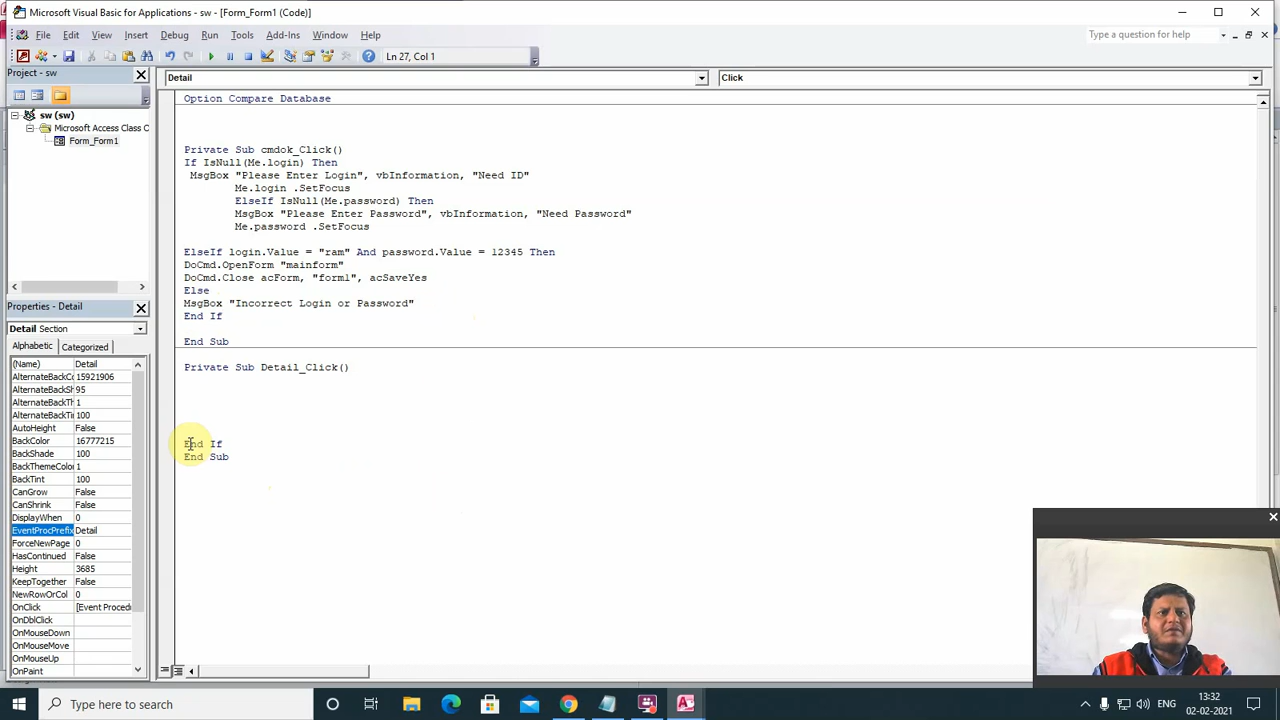 Microsoft Visual Basic for Applications - sw - [Form_Form1 (Code)]
File Edit View Insert Debug Run Tools Add-Ins Window Help
Type a question for help
Ln 27, Col 1
Project - sw
Detail
Click
sw (sw)
Microsoft Access Class O
Form_Form1
Option Compare Database
Private Sub cmdok_Click()
If IsNull(Me.login) Then
MsgBox "Please Enter Login", vbInformation, "Need ID"
Me.login .SetFocus
ElseIf IsNull(Me.password) Then
MsgBox "Please Enter Password", vbInformation, "Need Password"
Me.password .SetFocus
ElseIf login.Value = "ram" And password.Value = 12345 Then
DoCmd.OpenForm "mainform"
DoCmd.Close acForm, "form1", acSaveYes
Else
MsgBox "Incorrect Login or Password"
End If
End Sub
Private Sub Detail_Click()
End If
End Sub
Properties - Detail
Detail Section
Alphabetic Categorized
(Name) Detail
AlternateBackCo 15921906
AlternateBackSh 95
AlternateBackTh 1
AlternateBackTin 100
AutoHeight False
BackColor 16777215
BackShade 100
BackThemeColor 1
BackTint 100
CanGrow False
CanShrink False
DisplayWhen 0
EventProcPrefix Detail
ForceNewPage 0
HasContinued False
Height 3685
KeepTogether False
NewRowOrCol 0
OnClick [Event Procedu
OnDblClick
OnMouseDown
OnMouseMove
OnMouseUp
OnPaint
Type here to search
ENG
13:32
02-02-2021